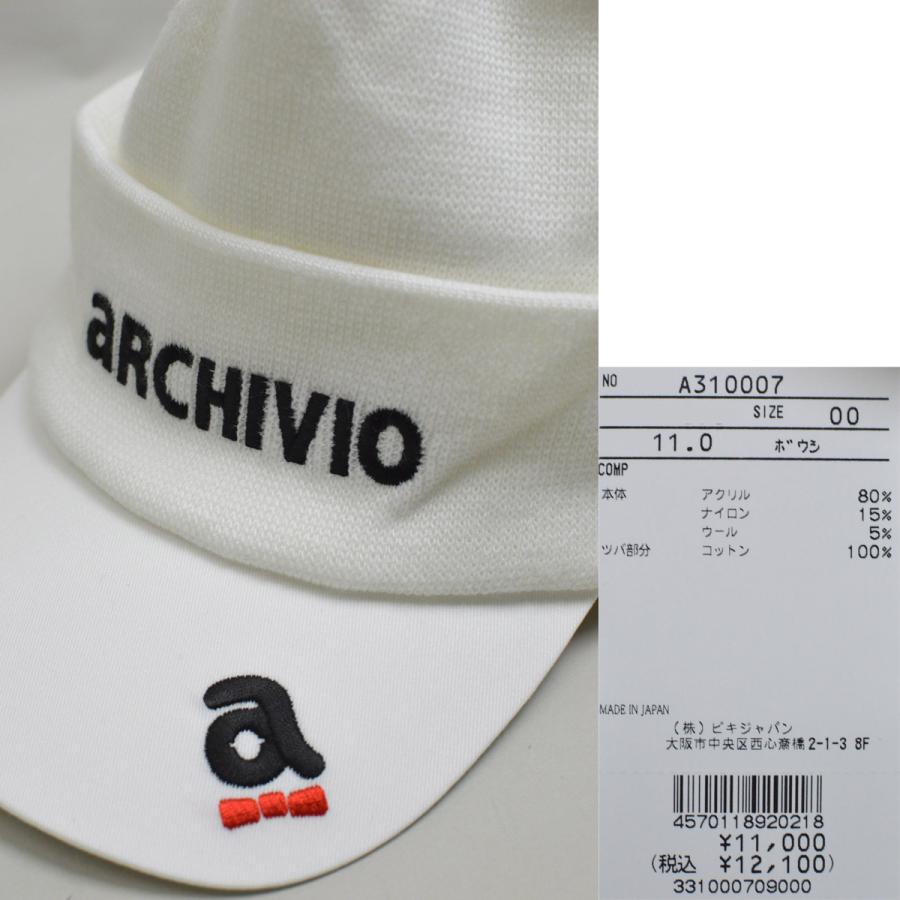 aRCHIVIO
a
NO A310007
SIZE 00
11.0 ボウシ
COMP
本体 アクリル 80%
ナイロン 15%
ウール 5%
ツバ部分 コットン 100%
MADE IN JAPAN
(株)ピキジャパン
大阪市中央区西心斎橋2-1-3 8F
4570118920218
¥11,000
(税込 ¥12,100)
331000709000